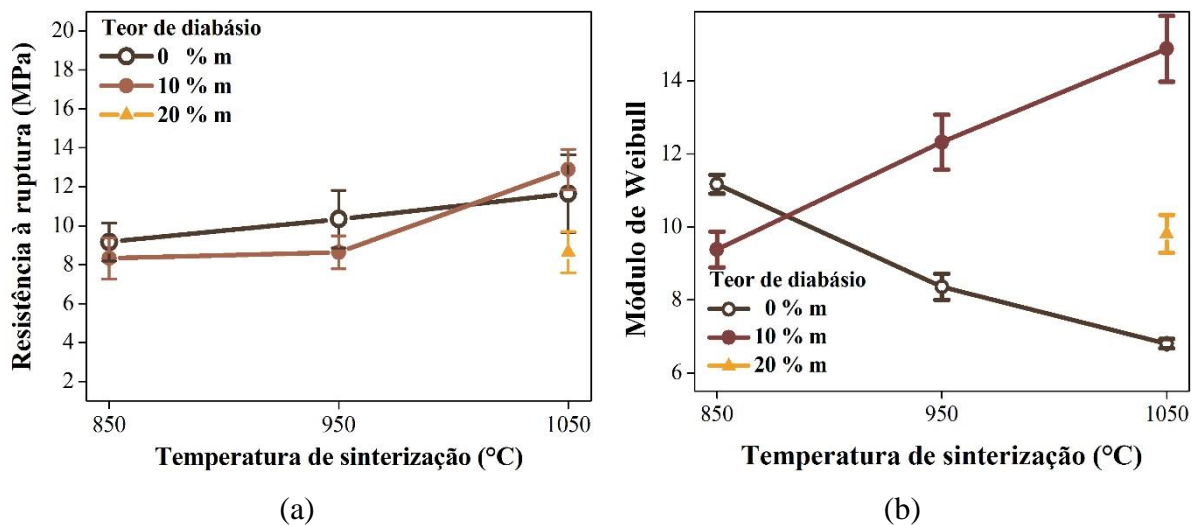 Resistência à ruptura (MPa)
20
18
16
14
12
10
8
6
4
2
Teor de diabásio
0 % m
10 % m
20 % m
850
950
1050
Temperatura de sinterização (°C)
(a)
Módulo de Weibull
14
12
10
8
6
Teor de diabásio
0 % m
10 % m
20 % m
850
950
1050
Temperatura de sinterização (°C)
(b)